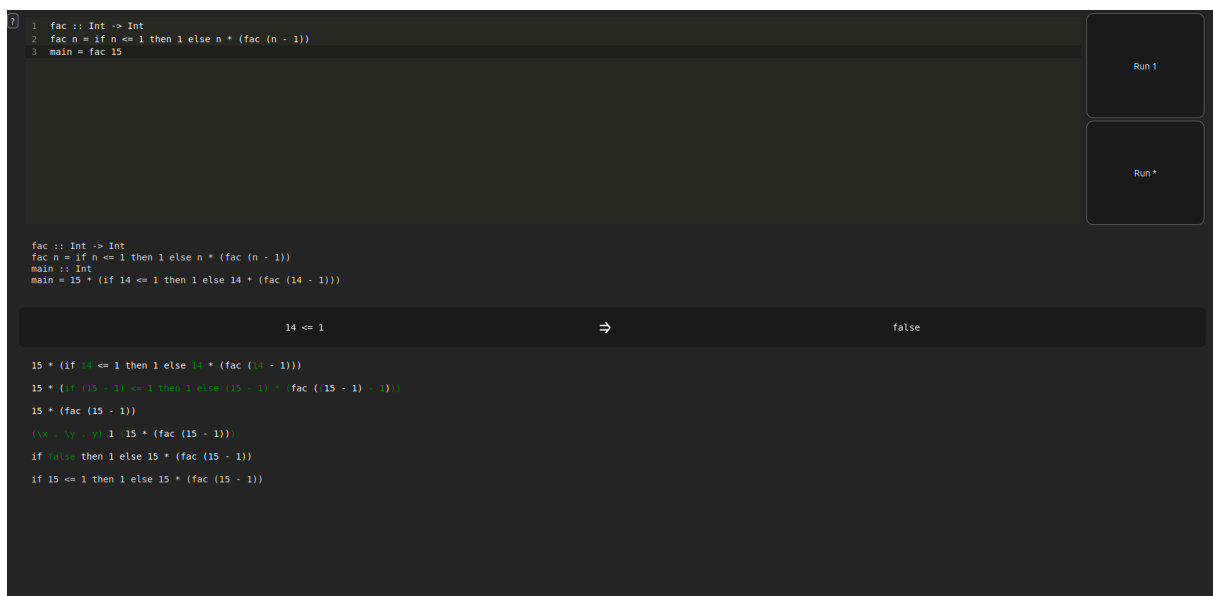 ?
1 fac :: Int -> Int
2 fac n = if n <= 1 then 1 else n * (fac (n - 1))
3 main = fac 15
Run 1
Run *
fac :: Int -> Int
fac n = if n <= 1 then 1 else n * (fac (n - 1))
main :: Int
main = 15 * (if 14 <= 1 then 1 else 14 * (fac (14 - 1)))
14 <= 1 ⇒ false
15 * (if 14 <= 1 then 1 else 14 * (fac (14 - 1)))
15 * (if (15 - 1) <= 1 then 1 else (15 - 1) * (fac ((15 - 1) - 1)))
15 * (fac (15 - 1))
(\x . \y . y) 1 (15 * (fac (15 - 1)))
if false then 1 else 15 * (fac (15 - 1))
if 15 <= 1 then 1 else 15 * (fac (15 - 1))